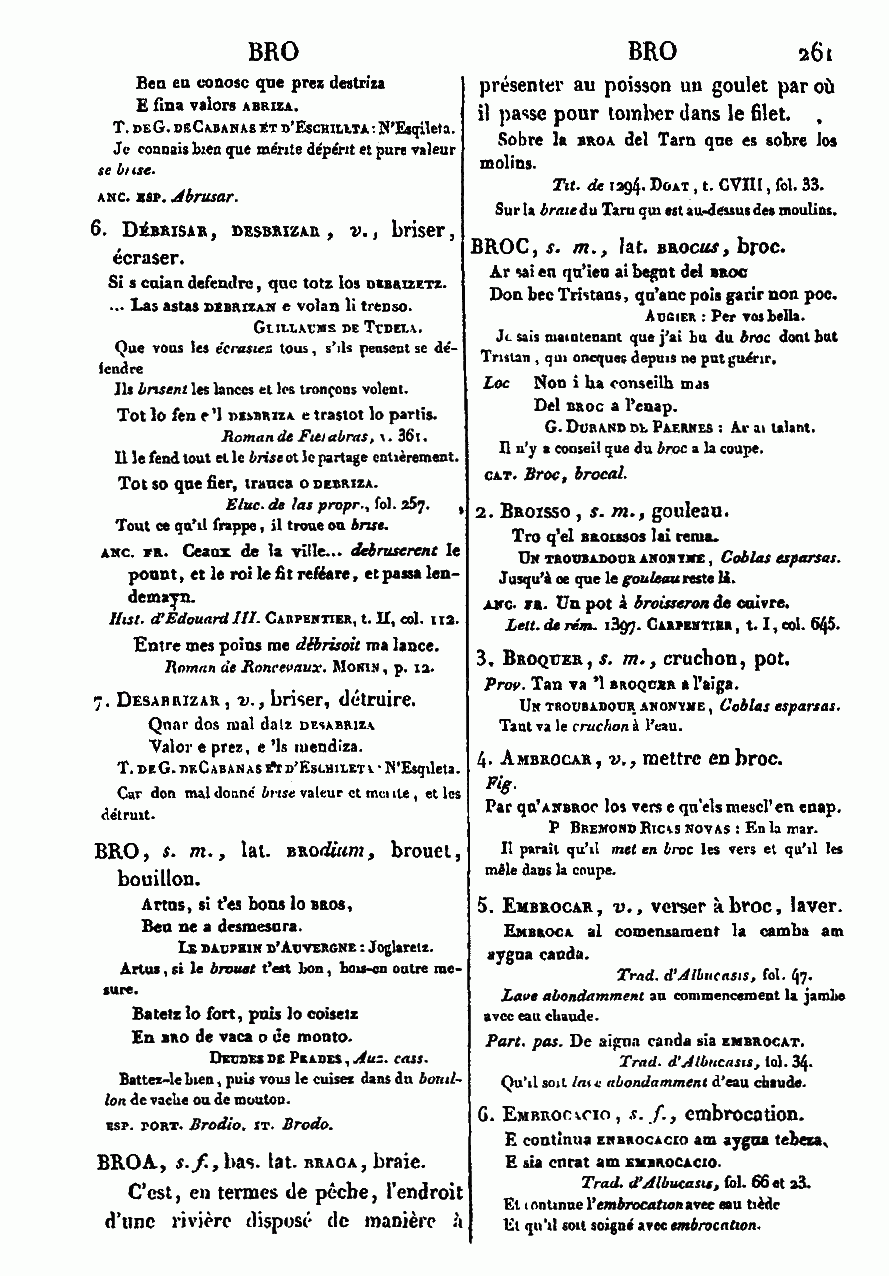 BRO
BRO 261
Ben en conosc que prez destriza
E fina valors ABRIZA.
T. DE G. DE CABANAS ET D'ESCHILETA : N'Esqileta.
Je connais bien que mérite dépérit et pure valeur
se brise.
ANC. ESP. Abrusar.
6. DÉBRISAR, DESBRIZAR, v., briser,
écraser.
Si s cuian defendre, que totz los DEBRIZETZ.
... Las astas DEBRIZAN e volan li trenso.
GUILLAUME DE TUDELA.
Que vous les écrasiez tous, s'ils pensent se dé-
fendre
Ils brisent les lances et les tronçons volent.
Tot lo fen e 'l DESBRIZA e trastot lo partis.
Roman de Fierabras, v. 361.
Il le fend tout et le brise et le partage entièrement.
Tot so que fier, tranca o DEBRIZA.
Eluc. de las propr., fol. 257.
Tout ce qu'il frappe, il troue ou brise.
ANC. FR. Ceaux de la ville... debruserent le
pount, et le roi le fit reféare, et passa len-
demayn.
Hist. d'Edouard III. CARPENTIER, t. II, col. 112.
Entre mes poins me débrisoit ma lance.
Roman de Roncevaux. MONIN, p. 12.
7. DESABRIZAR, v., briser, détruire.
Quar dos mal datz DESABRIZA
Valor e prez, e 'ls mendiza.
T. DE G. DE CABANAS ET D'ESCHILETA : N'Esqileta.
Car don mal donné brise valeur et mérite, et les
détruit.
BRO, s. m., lat. BROdium, brouet,
bouillon.
Artus, si t'es bons lo BROS,
Ben ne a desmesura.
LE DAUPHIN D'AUVERGNE : Joglaretz.
Artus, si le brouet t'est bon, bois-en outre me-
sure.
Batetz lo fort, puis lo coisetz
En BRO de vaca o de monto.
DEUDES DE PRADES, Auz. cass.
Battez-le bien, puis vous le cuisez dans du bouil-
lon de vache ou de mouton.
ESP. PORT. Brodio. IT. Brodo.
BROA, s. f., bas. lat. BRAGA, braie.
C'est, en termes de pêche, l'endroit
d'une rivière disposé de manière à
présenter au poisson un goulet par où
il passe pour tomber dans le filet.
Sobre la BROA del Tarn que es sobre los
molins.
Tit. de 1294. DOAT, t. CVIII, fol. 33.
Sur la braie du Tarn qui est au-dessus des moulins.
BROC, s. m., lat. BROCus, broc.
Ar sai en qu'ieu ai begut del BROC
Don bec Tristans, qu'anc pois garir non poc.
AUGIER : Per vos bella.
Je sais maintenant que j'ai bu du broc dont but
Tristan, qui oncques depuis ne put guérir.
Loc Non i ha conseilh mas
Del BROC a l'enap.
G. DURAND DE PAERNES : Ar ai talant.
Il n'y a conseil que du broc a la coupe.
CAT. Broc, brocal.
2. BROISSO, s. m., gouleau.
Tro q'el BROISSOS lai rema.
UN TROUBADOUR ANONYME, Coblas esparsas.
Jusqu'à ce que le gouleau reste là.
ANC. FR. Un pot à broisseron de cuivre.
Lett. de rém. 1397. CARPENTIER, t. I, col. 645.
3. BROQUER, s. m., cruchon, pot.
Prov. Tan va 'l BROQUER a l'aiga.
UN TROUBADOUR ANONYME, Coblas esparsas.
Tant va le cruchon à l'eau.
4. AMBROCAR, v., mettre en broc.
Fig.
Par qu'ANBROC los vers e qu'els mescl' en enap.
P BREMOND RICAS NOVAS : En la mar.
Il paraît qu'il met en broc les vers et qu'il les
mêle dans la coupe.
5. EMBROCAR, v., verser à broc, laver.
EMBROCA al comensament la camba am
aygua cauda.
Trad. d'Albucasis, fol. 47.
Lave abondamment au commencement la jambe
avec eau chaude.
Part. pas. De aigua cauda sia EMBROCAT.
Trad. d'Albucasis, fol. 34.
Qu'il soit lavé abondamment d'eau chaude.
6. EMBROCACIO, s. f., embrocation.
E continua ENBROCACIO am aygua tebeza.
E sia curat am EMBROCACIO.
Trad. d'Albucasis, fol. 66 et 23.
Et continue l'embrocation avec eau tiède
Et qu'il soit soigné avec embrocation.